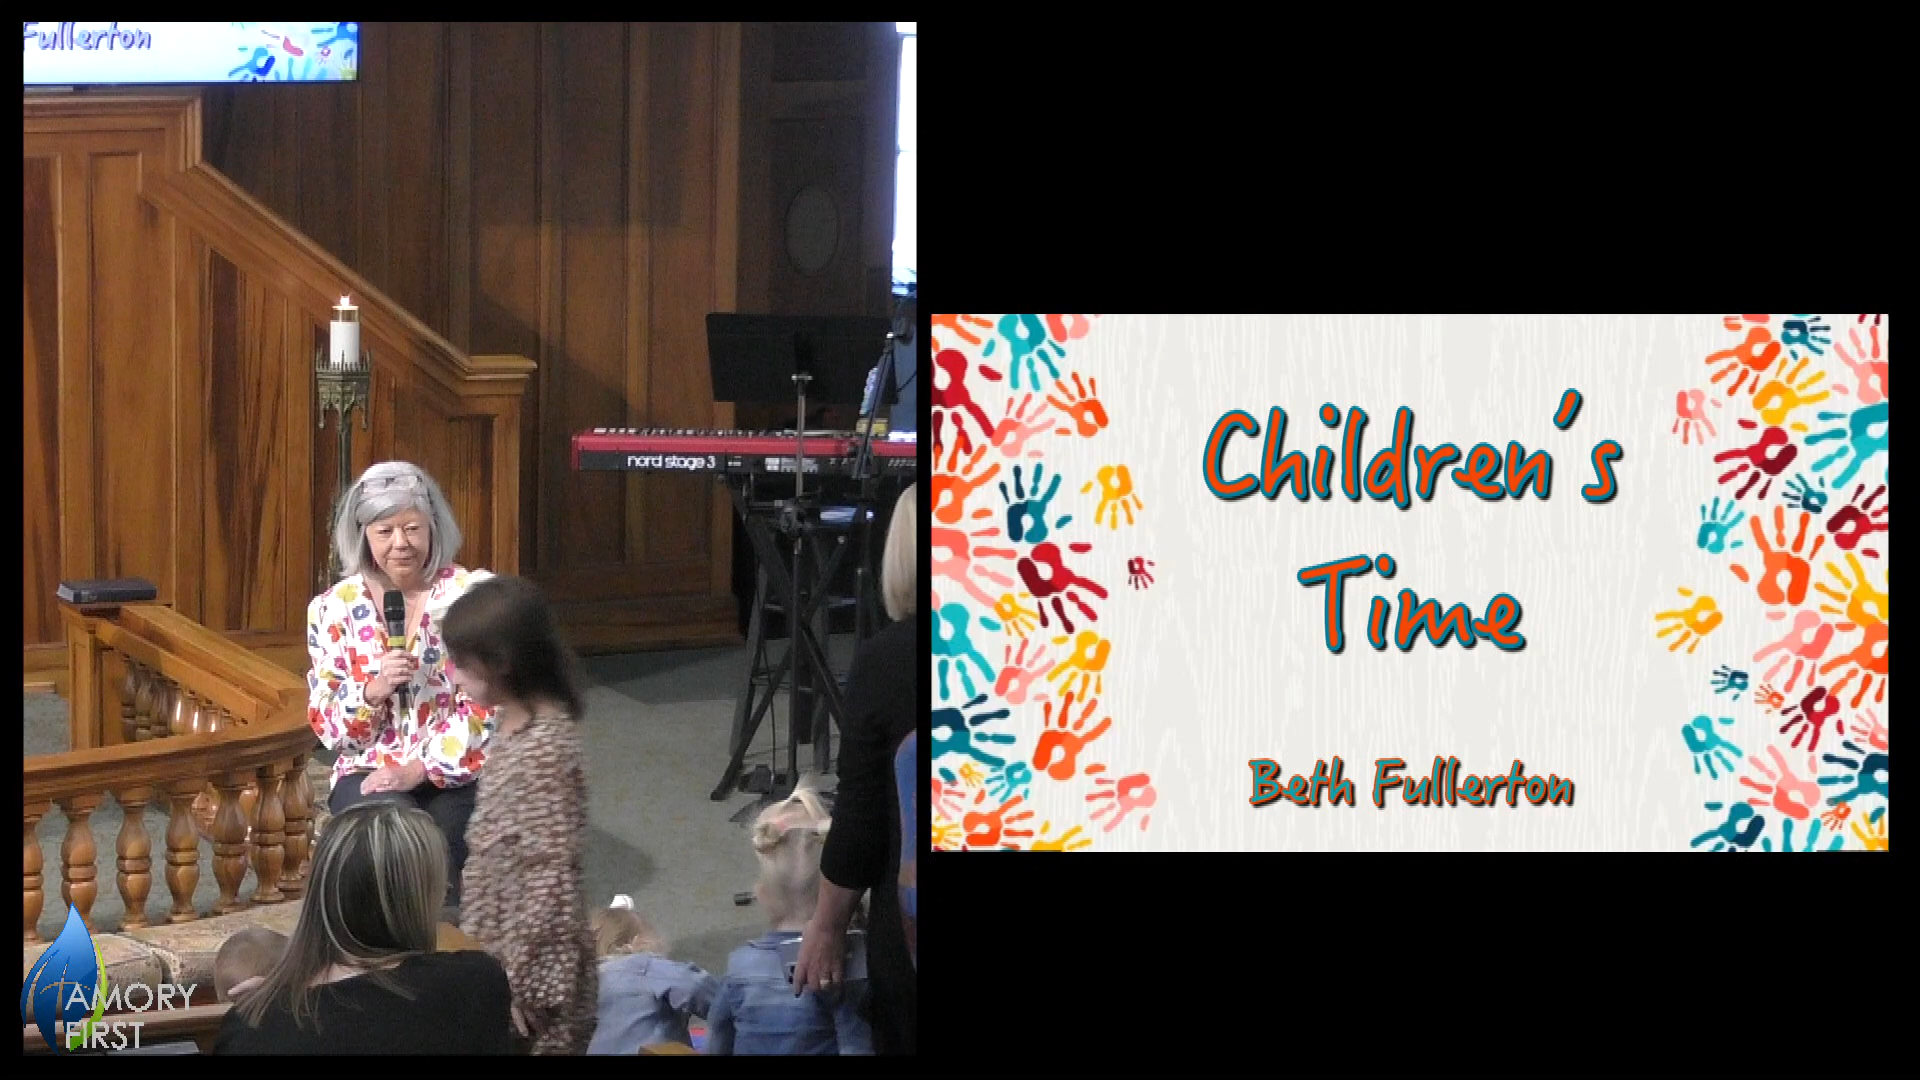 Fullerton
nord stage 3
AMORY
FIRST
Children's
Time
Beth Fullerton